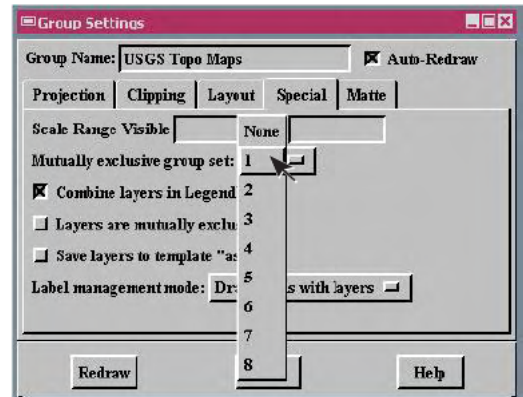 Group Settings
Group Name: USGS Topo Maps Auto-Redraw
Projection Clipping Layout Special Matte
Scale Range Visible None
Mutually exclusive group set: 1
Combine layers in Legend 2
Layers are mutually exclu 3
4
Save layers to template "as
5
Label management mode: Dr s with layers
6
7
8
Redraw Help